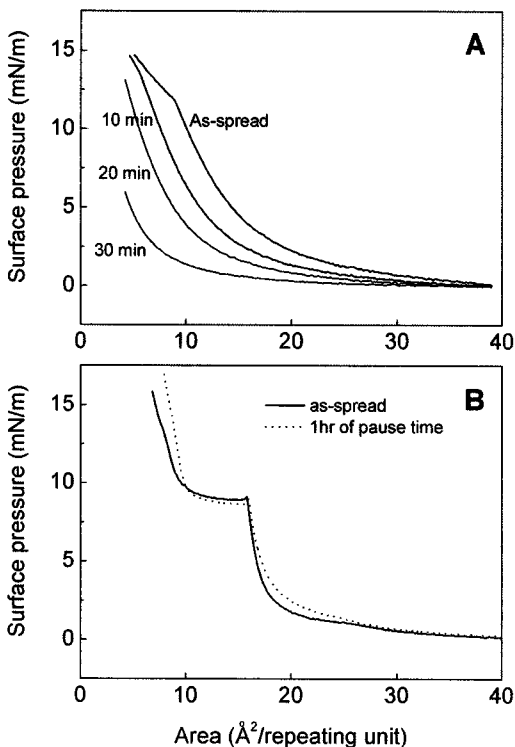 Surface pressure (mN/m)
15
10
5
0
A
As-spread
10 min
20 min
30 min
0 10 20 30 40
Surface pressure (mN/m)
15
10
5
0
B
as-spread
1hr of pause time
0 10 20 30 40
Area (Å²/repeating unit)